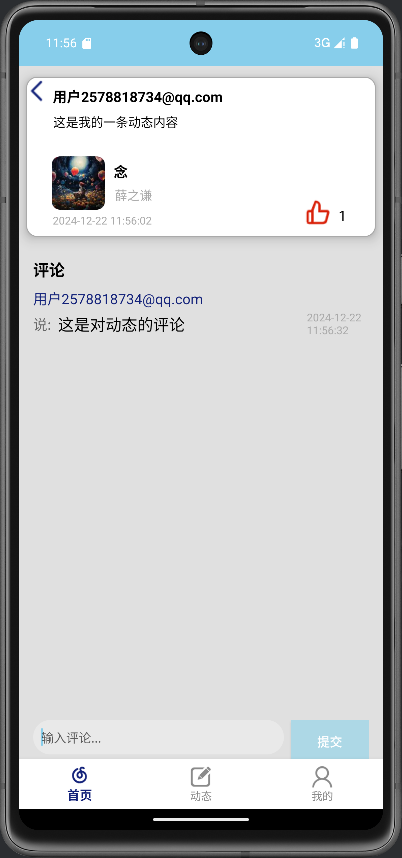 11:56
3G
用户2578818734@qq.com
这是我的一条动态内容
念
薛之谦
2024-12-22 11:56:02
1
评论
用户2578818734@qq.com
说: 这是对动态的评论
2024-12-22
11:56:32
输入评论...
提交
首页
动态
我的